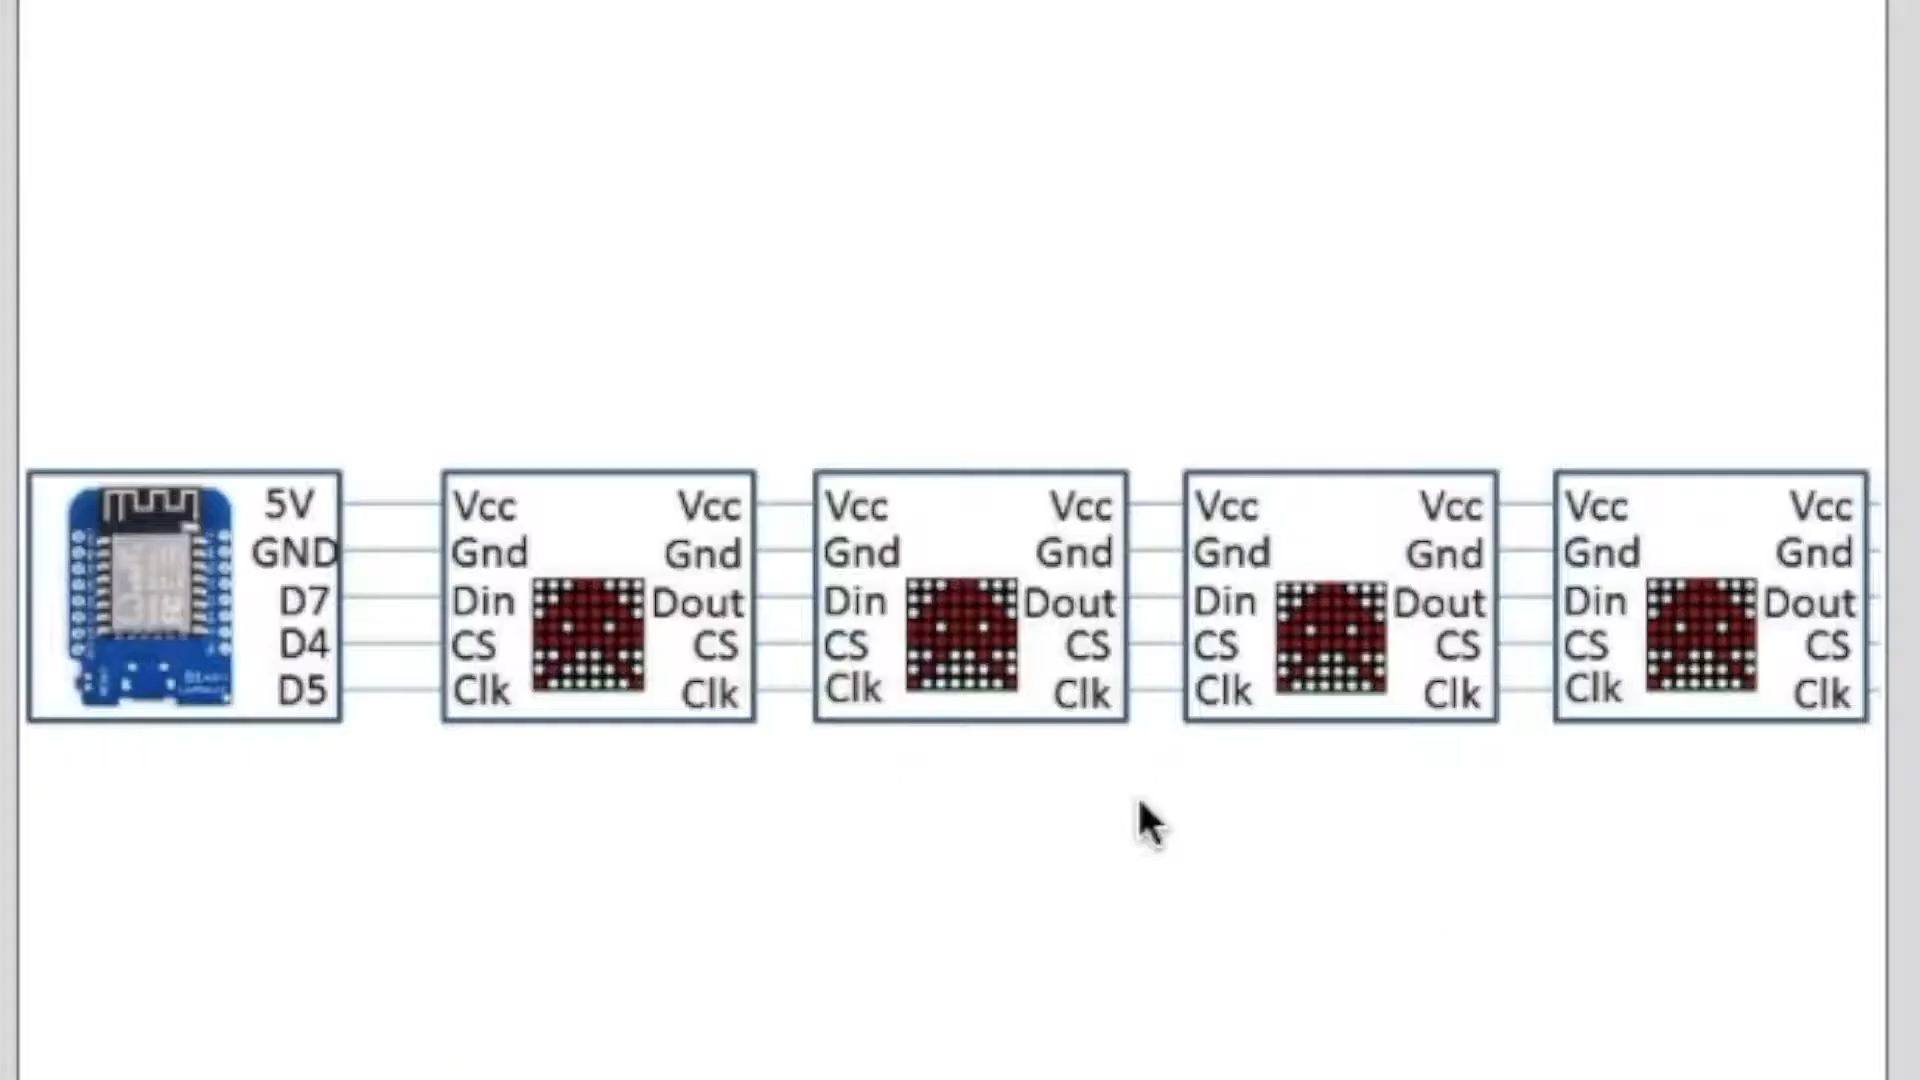 5V Vcc Vcc Vcc Vcc Vcc Vcc Vcc Vcc
GND Gnd Gnd Gnd Gnd Gnd Gnd Gnd Gnd
D7 Din Dout Din Dout Din Dout Din Dout
D4 CS CS CS CS CS CS CS CS
D5 Clk Clk Clk Clk Clk Clk Clk Clk